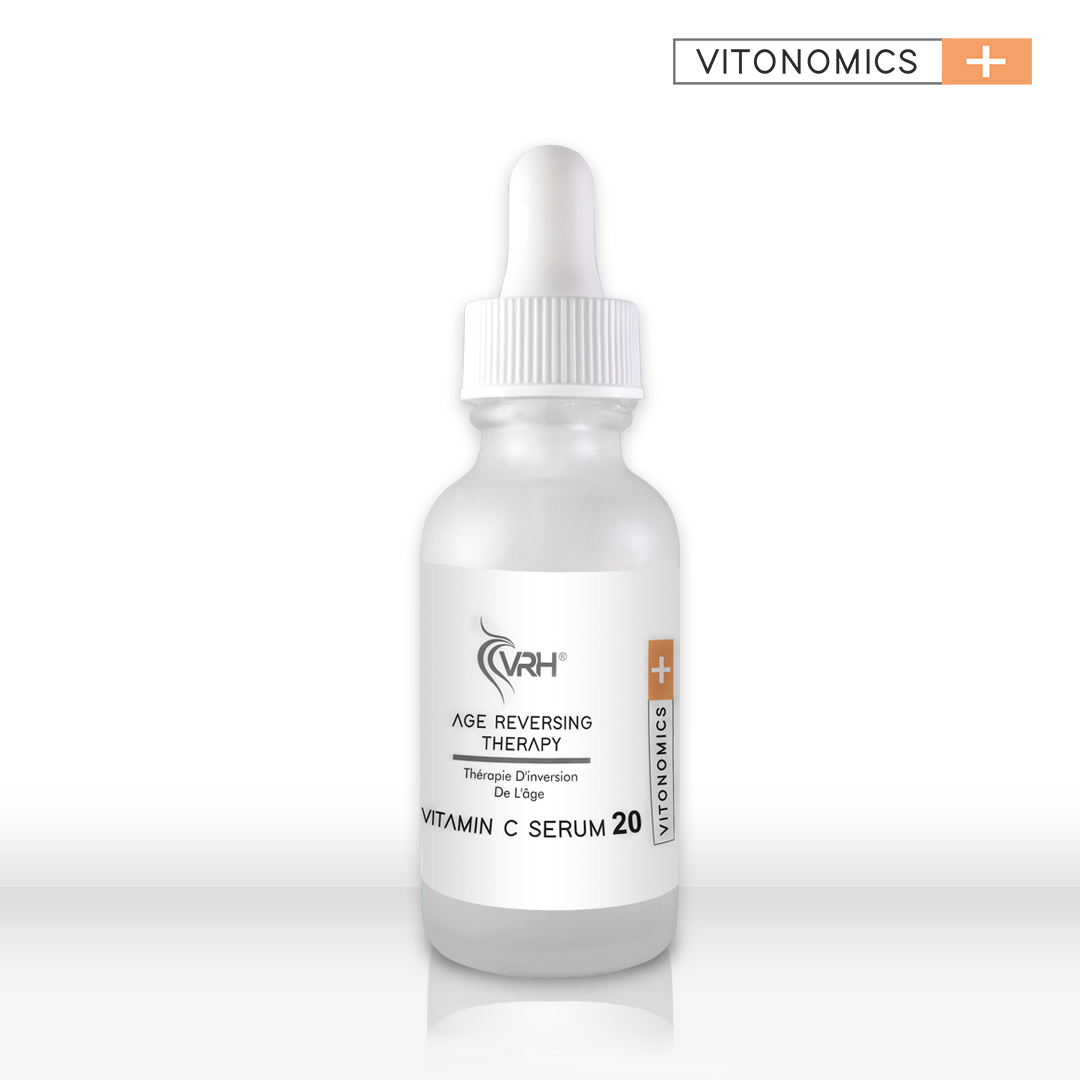 VITONOMICS +
VRH®
AGE REVERSING
THERAPY
Thérapie D'inversion
De L'âge
VITAMIN C SERUM 20
VITONOMICS +